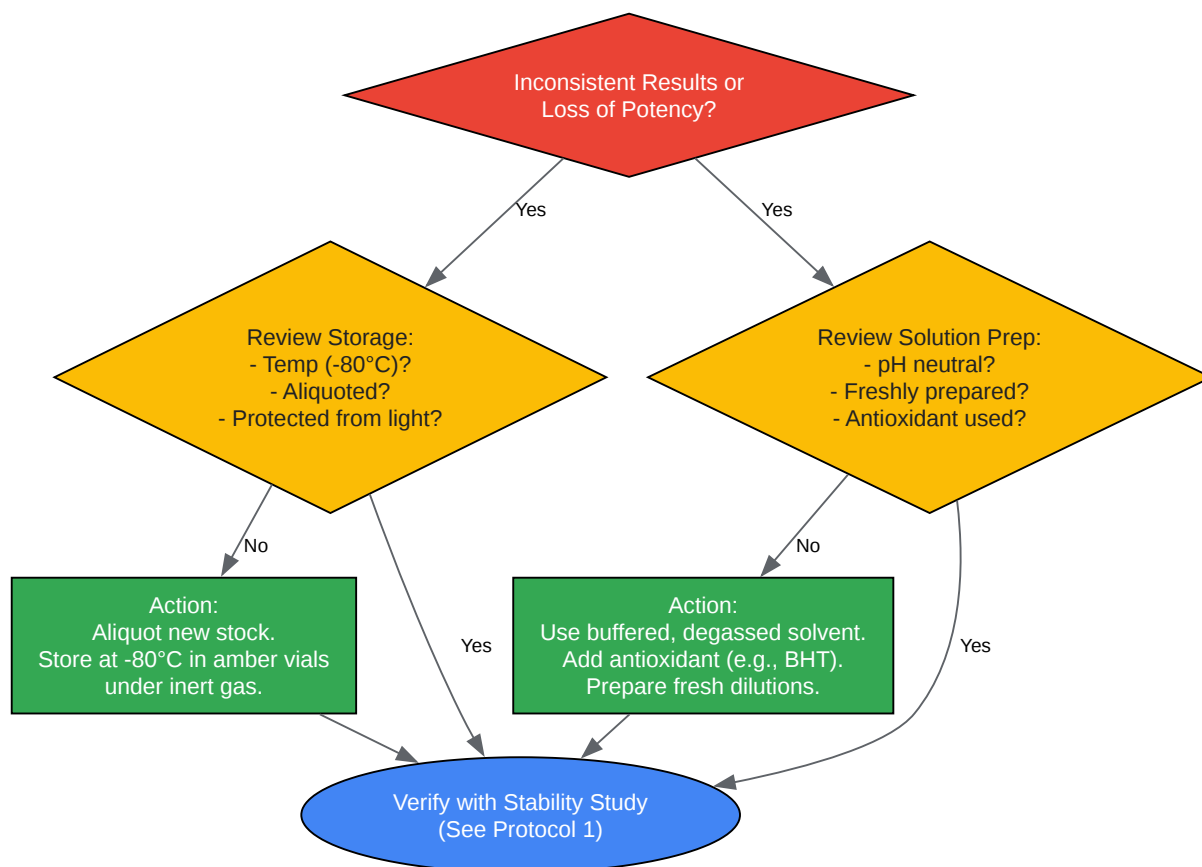 Inconsistent Results or
Loss of Potency?
Yes
Yes
Review Storage:
- Temp (-80°C)?
- Aliquoted?
- Protected from light?
Review Solution Prep:
- pH neutral?
- Freshly prepared?
- Antioxidant used?
No
No
Action:
Aliquot new stock.
Store at -80°C in amber vials
under inert gas.
Yes
Action:
Use buffered, degassed solvent.
Add antioxidant (e.g., BHT).
Prepare fresh dilutions.
Yes
Verify with Stability Study
(See Protocol 1)